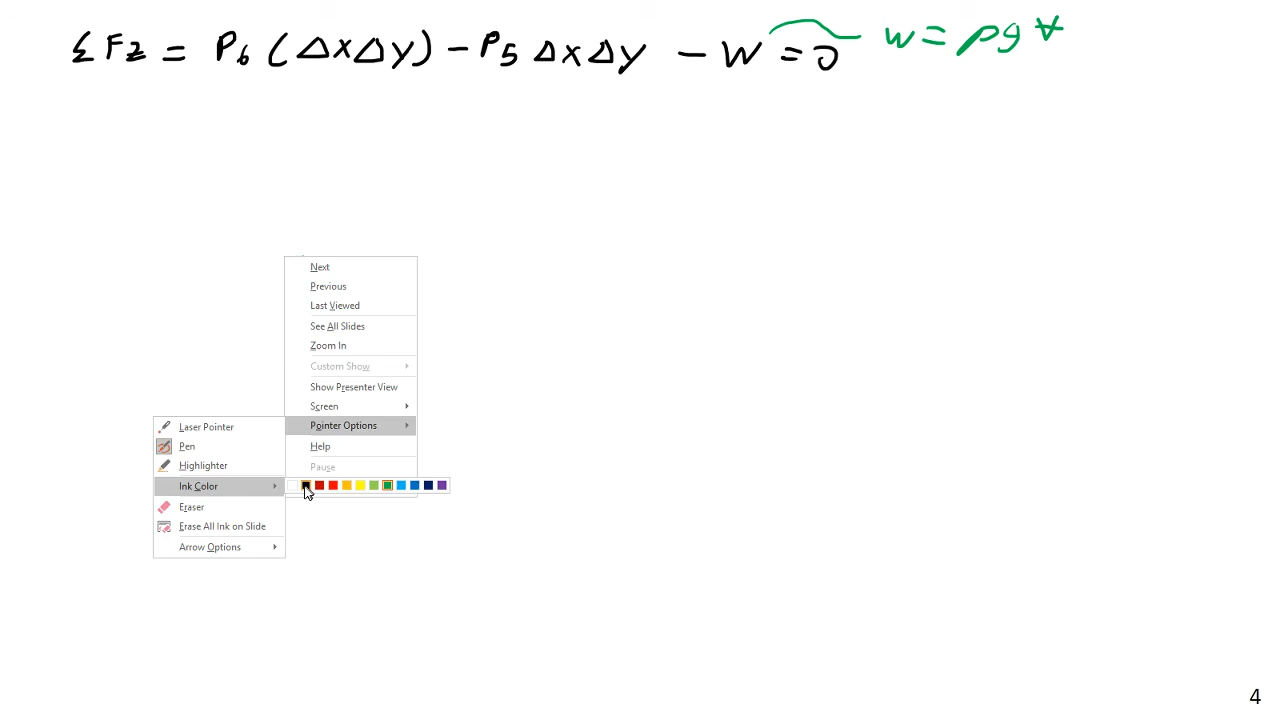 ΣFz = P6 (ΔxΔy) - P5 ΔxΔy - W = 0 w = ρg∀
Next
Previous
Last Viewed
See All Slides
Zoom In
Custom Show
Show Presenter View
Screen
Pointer Options
Help
Pause
Laser Pointer
Pen
Highlighter
Ink Color
Eraser
Erase All Ink on Slide
Arrow Options
4